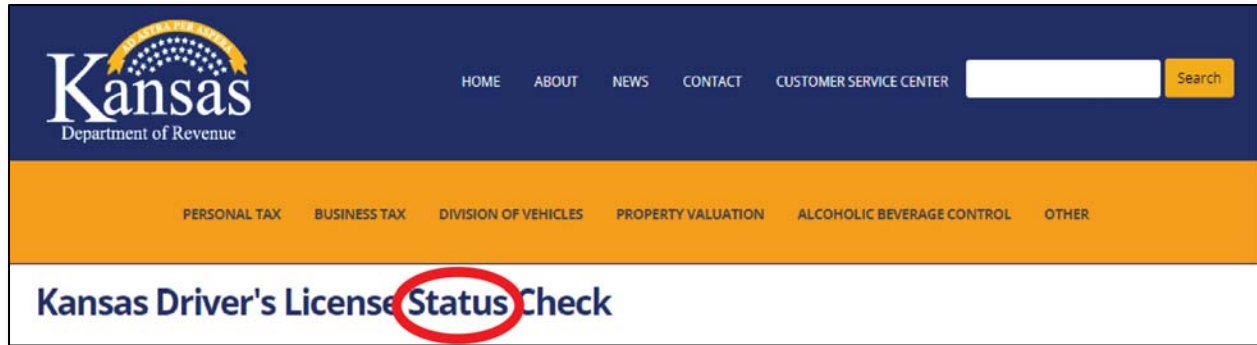 AD ASTRA PER ASPERA
Kansas
Department of Revenue
HOME ABOUT NEWS CONTACT CUSTOMER SERVICE CENTER Search
PERSONAL TAX BUSINESS TAX DIVISION OF VEHICLES PROPERTY VALUATION ALCOHOLIC BEVERAGE CONTROL OTHER
Kansas Driver's License Status Check